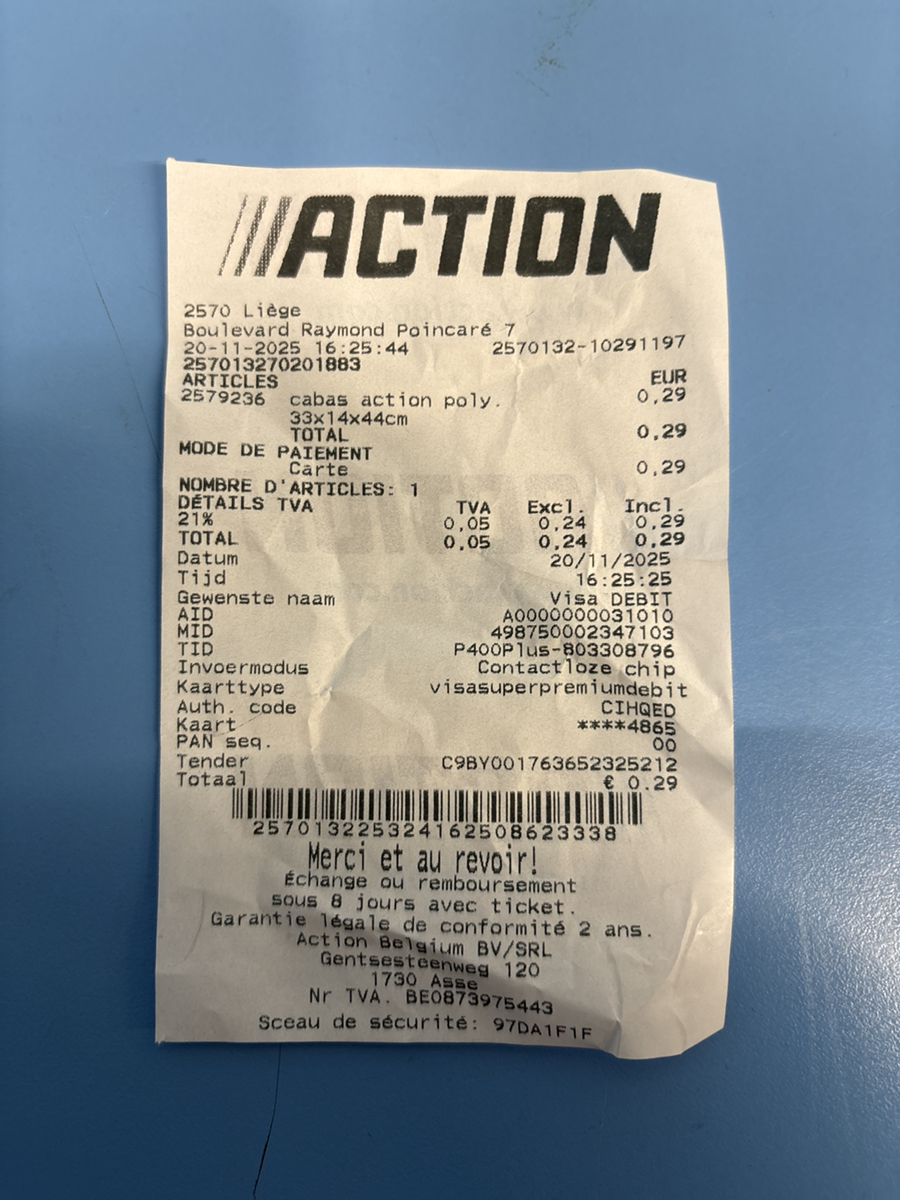 ACTION
2570 Liège
Boulevard Raymond Poincaré 7
20-11-2025 16:25:44 2570132-10291197
257013270201883
ARTICLES EUR
2579236 cabas action poly. 0,29
33x14x44cm
TOTAL 0,29
MODE DE PAIEMENT
Carte 0,29
NOMBRE D'ARTICLES: 1
DÉTAILS TVA TVA Excl. Incl.
21% 0,05 0,24 0,29
TOTAL 0,05 0,24 0,29
Datum 20/11/2025
Tijd 16:25:25
Gewenste naam Visa DEBIT
AID A0000000031010
MID 498750002347103
TID P400Plus-803308796
Invoermodus Contactloze chip
Kaarttype visasuperpremiumdebit
Auth. code CIHQED
Kaart ****4865
PAN seq. 00
Tender C9BY001763652325212
Totaal € 0.29
257013225324162508623338
Merci et au revoir!
Échange ou remboursement
sous 8 jours avec ticket.
Garantie légale de conformité 2 ans.
Action Belgium BV/SRL
Gentsesteenweg 120
1730 Asse
Nr TVA. BE0873975443
Sceau de sécurité: 97DA1F1F